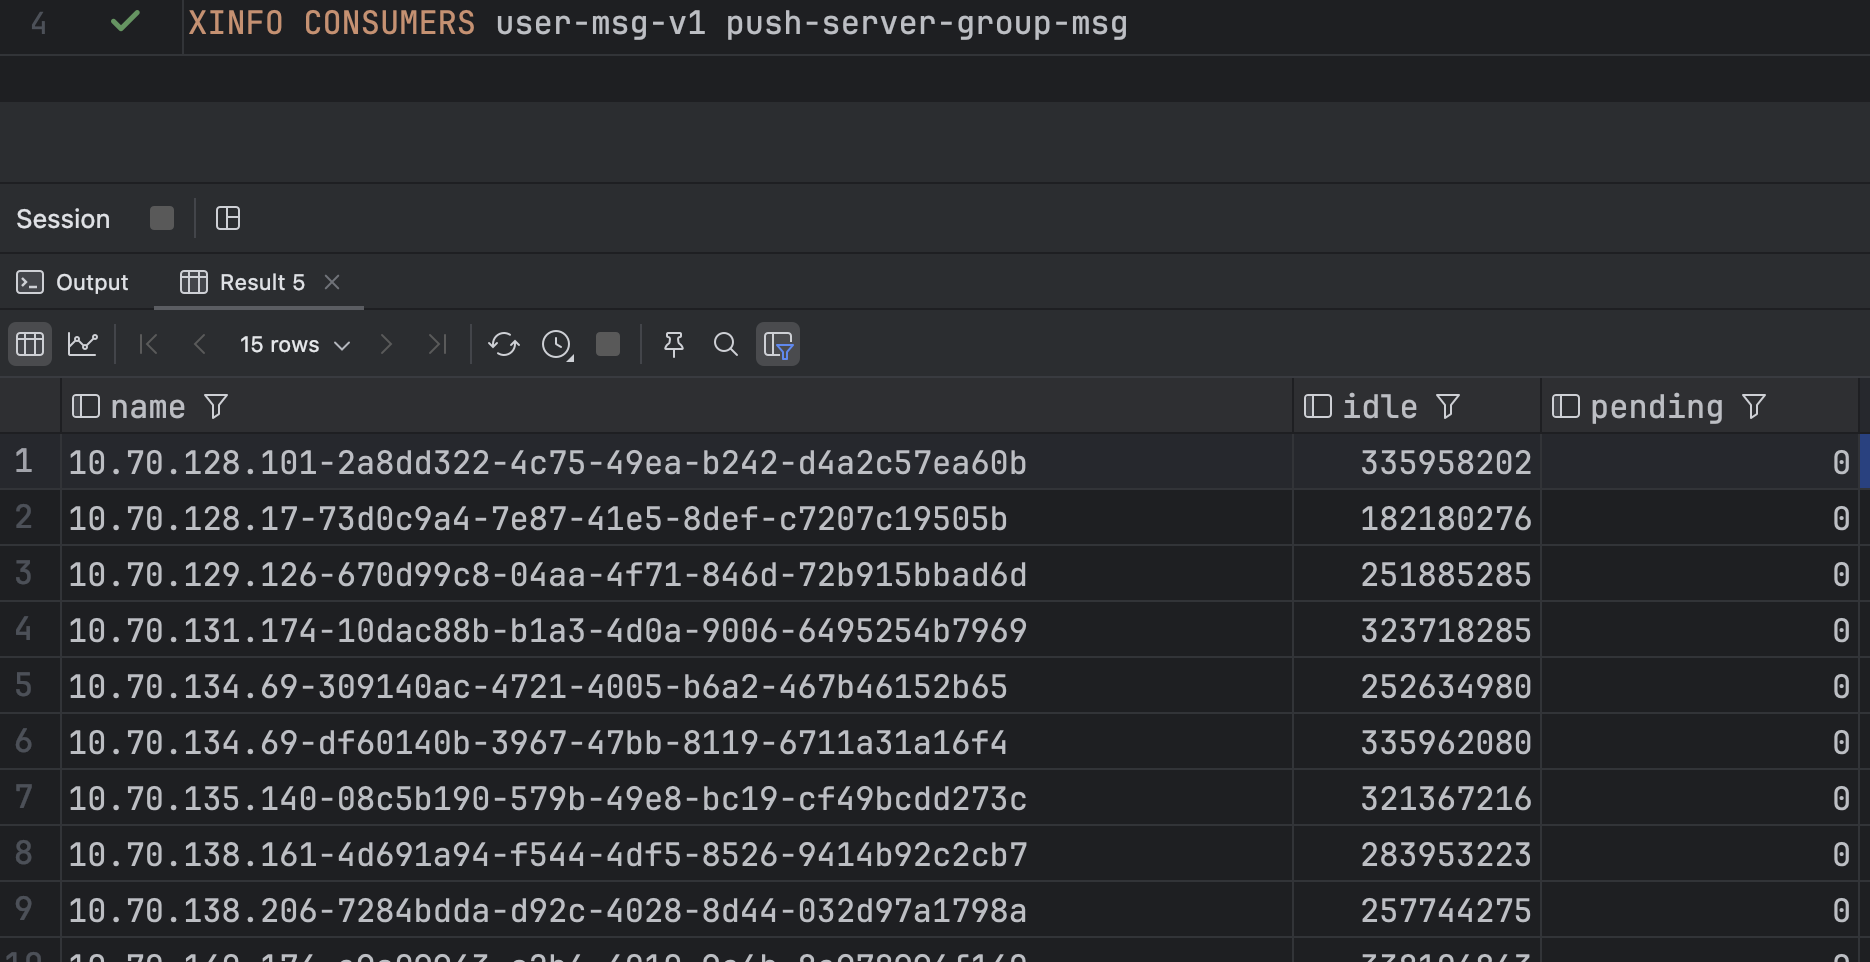 4 XINFO CONSUMERS user-msg-v1 push-server-group-msg
Session
Output Result 5
15 rows
name idle pending
1 10.70.128.101-2a8dd322-4c75-49ea-b242-d4a2c57ea60b 335958202 0
2 10.70.128.17-73d0c9a4-7e87-41e5-8def-c7207c19505b 182180276 0
3 10.70.129.126-670d99c8-04aa-4f71-846d-72b915bbad6d 251885285 0
4 10.70.131.174-10dac88b-b1a3-4d0a-9006-6495254b7969 323718285 0
5 10.70.134.69-309140ac-4721-4005-b6a2-467b46152b65 252634980 0
6 10.70.134.69-df60140b-3967-47bb-8119-6711a31a16f4 335962080 0
7 10.70.135.140-08c5b190-579b-49e8-bc19-cf49bcdd273c 321367216 0
8 10.70.138.161-4d691a94-f544-4df5-8526-9414b92c2cb7 283953223 0
9 10.70.138.206-7284bdda-d92c-4028-8d44-032d97a1798a 257744275 0